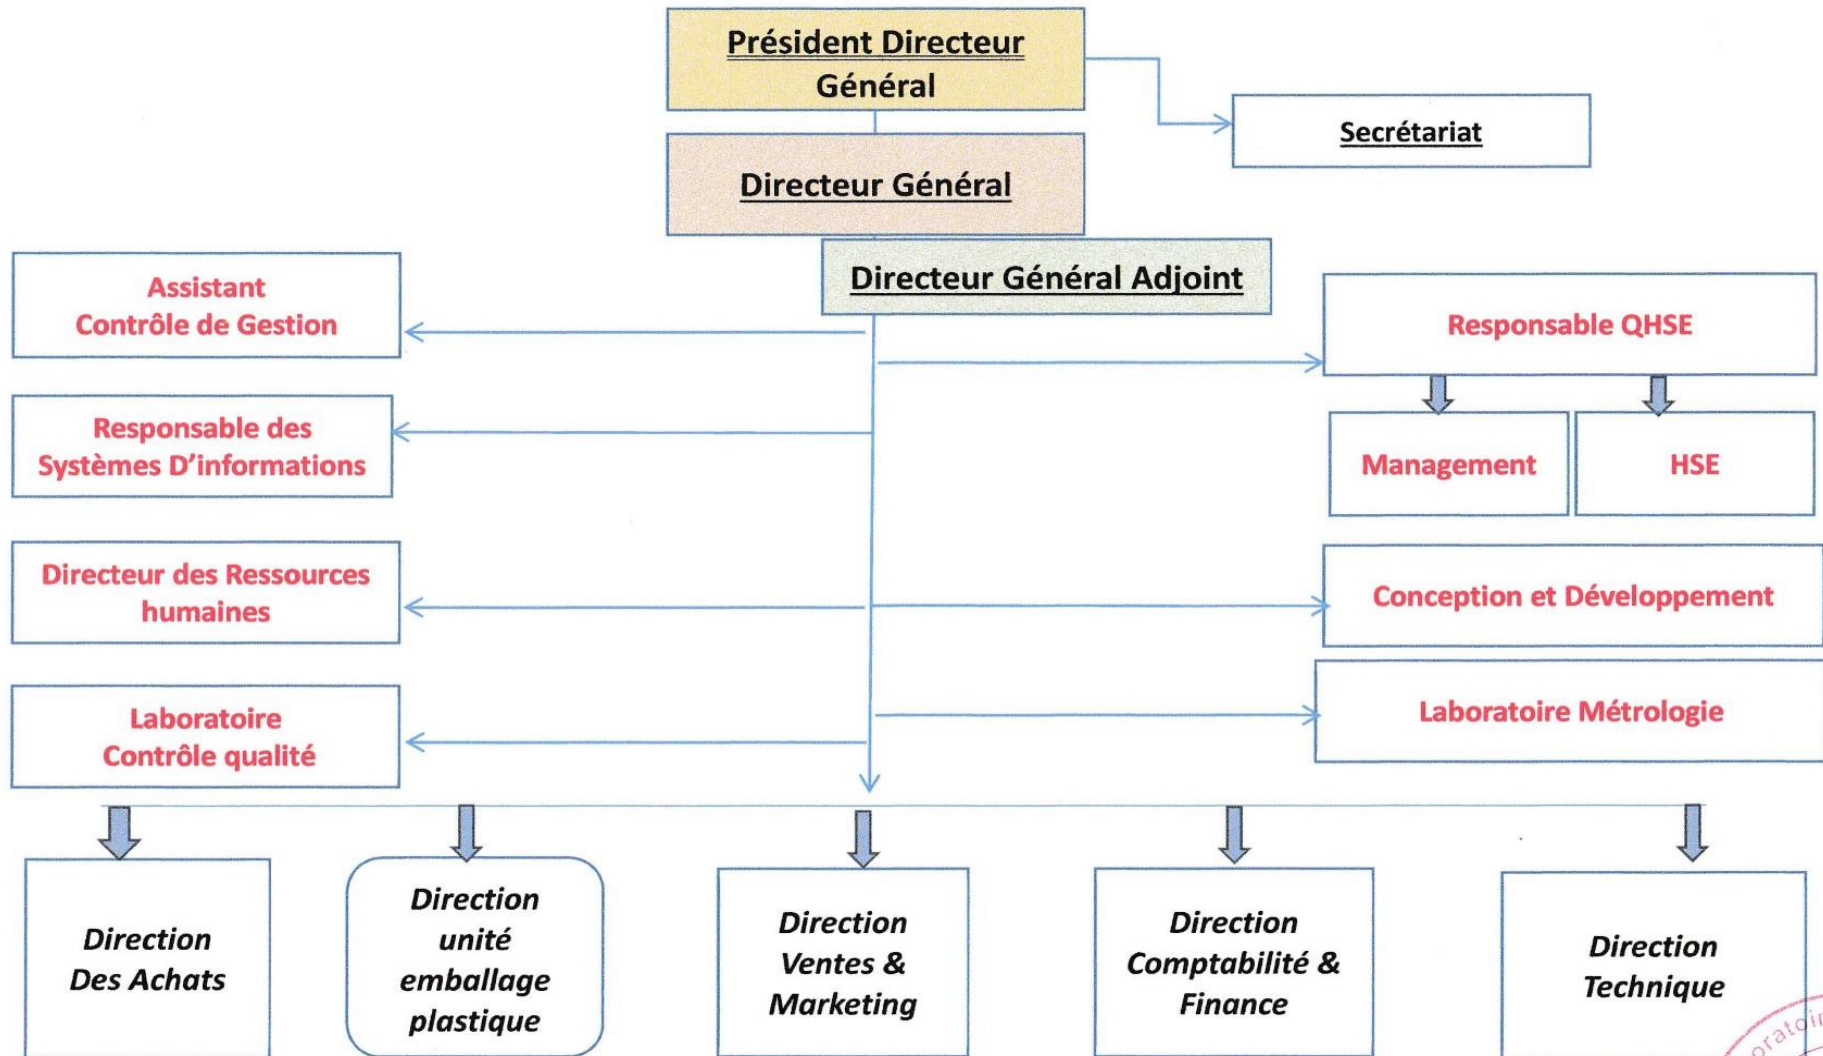 Président Directeur
Général
Secrétariat
Directeur Général
Directeur Général Adjoint
Assistant
Contrôle de Gestion
Responsable QHSE
Responsable des
Systèmes D’informations
Management
HSE
Directeur des Ressources
humaines
Conception et Développement
Laboratoire
Contrôle qualité
Laboratoire Métrologie
Direction
Des Achats
Direction
unité
emballage
plastique
Direction
Ventes &
Marketing
Direction
Comptabilité &
Finance
Direction
Technique